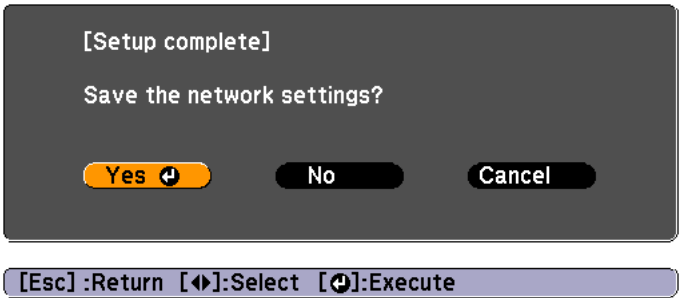 [Setup complete]
Save the network settings?
Yes No Cancel
[Esc] :Return [◆]:Select [↵]:Execute